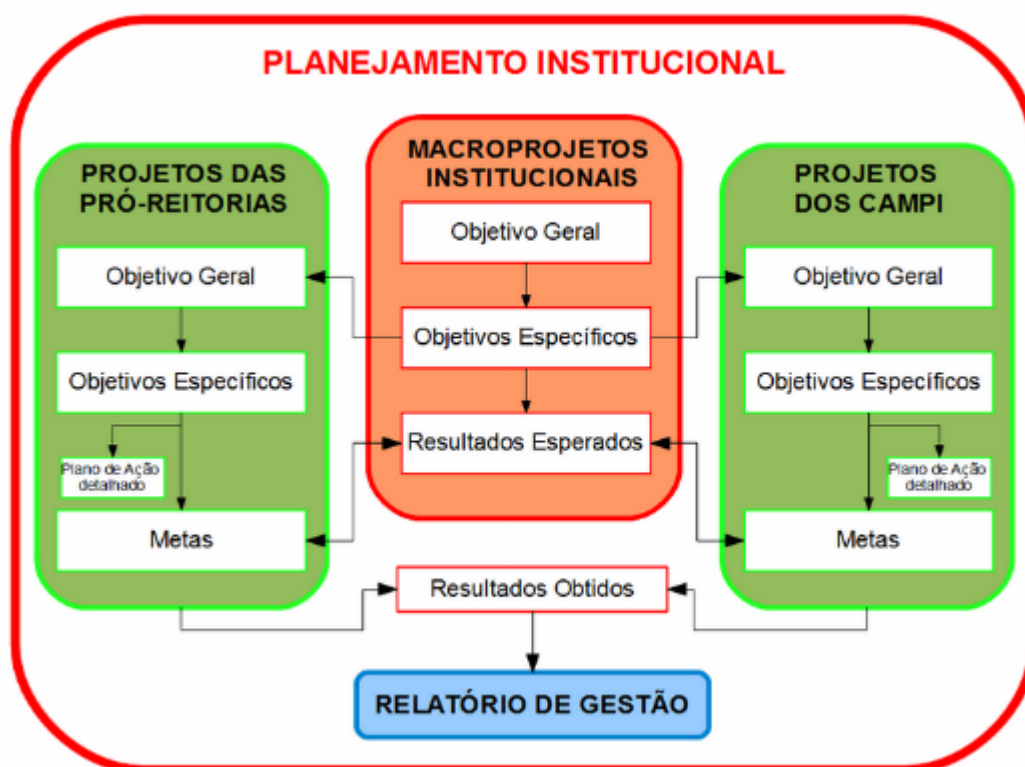 PLANEJAMENTO INSTITUCIONAL
PROJETOS DAS
PRÓ-REITORIAS
Objetivo Geral
Objetivos Específicos
Plano de Ação
detalhado
Metas
MACROPROJETOS
INSTITUCIONAIS
Objetivo Geral
Objetivos Específicos
Resultados Esperados
PROJETOS
DOS CAMPI
Objetivo Geral
Objetivos Específicos
Plano de Ação
detalhado
Metas
Resultados Obtidos
RELATÓRIO DE GESTÃO